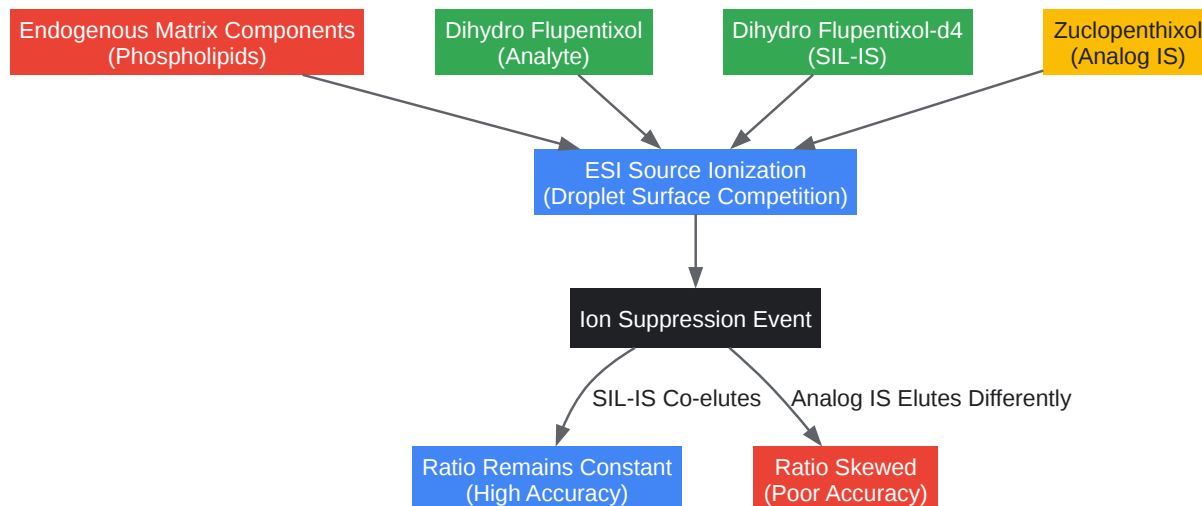 Endogenous Matrix Components
(Phospholipids)
Dihydro Flupentixol
(Analyte)
Dihydro Flupentixol-d4
(SIL-IS)
Zuclopenthixol
(Analog IS)
ESI Source Ionization
(Droplet Surface Competition)
Ion Suppression Event
SIL-IS Co-elutes
Analog IS Elutes Differently
Ratio Remains Constant
(High Accuracy)
Ratio Skewed
(Poor Accuracy)